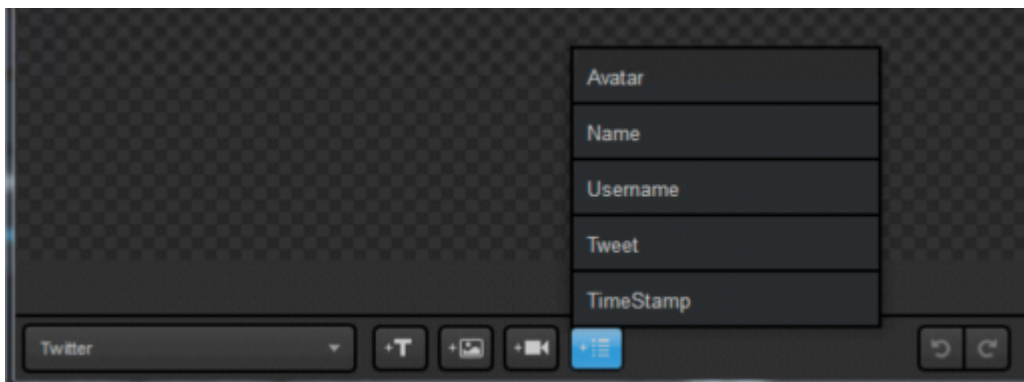 Avatar
Name
Username
Tweet
TimeStamp
Twitter
+T